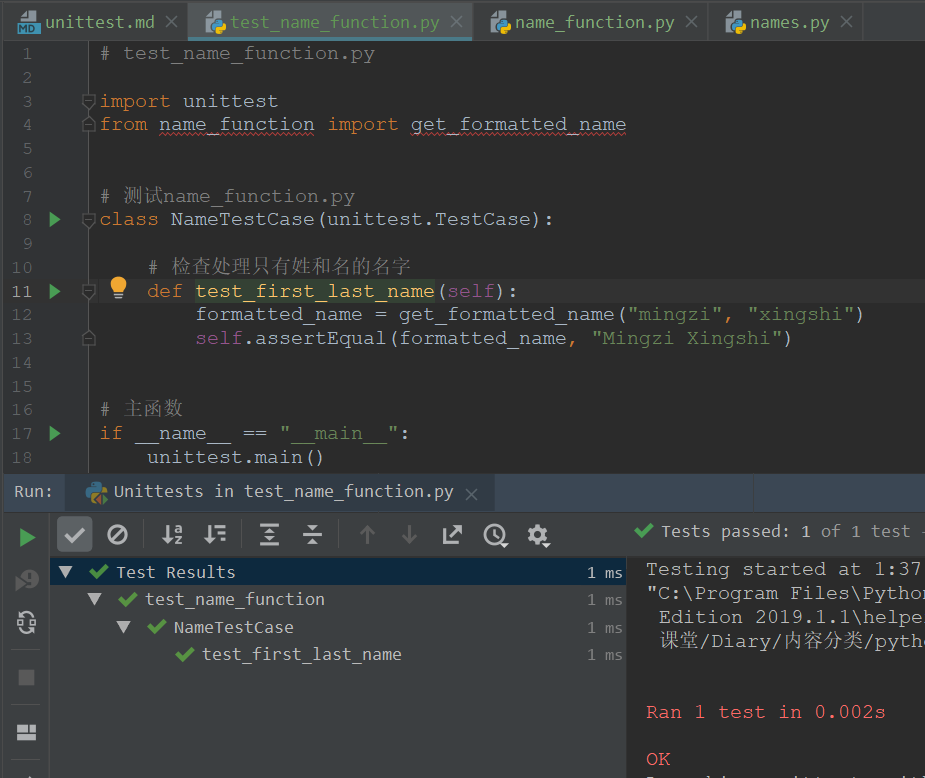 unittest.md test_name_function.py name_function.py names.py
1 # test_name_function.py
2
3 import unittest
4 from name_function import get_formatted_name
5
6
7 # 测试name_function.py
8 class NameTestCase(unittest.TestCase):
9
10 # 检查处理只有姓和名的名字
11 def test_first_last_name(self):
12 formatted_name = get_formatted_name("mingzi", "xingshi")
13 self.assertEqual(formatted_name, "Mingzi Xingshi")
14
15
16 # 主函数
17 if __name__ == "__main__":
18 unittest.main()
Run: Unittests in test_name_function.py
Tests passed: 1 of 1 test –
Test Results 1 ms
test_name_function 1 ms
NameTestCase 1 ms
test_first_last_name 1 ms
Testing started at 1:37
"C:\Program Files\Python
Edition 2019.1.1\helpe
课堂/Diary/内容分类/pytho
Ran 1 test in 0.002s
OK